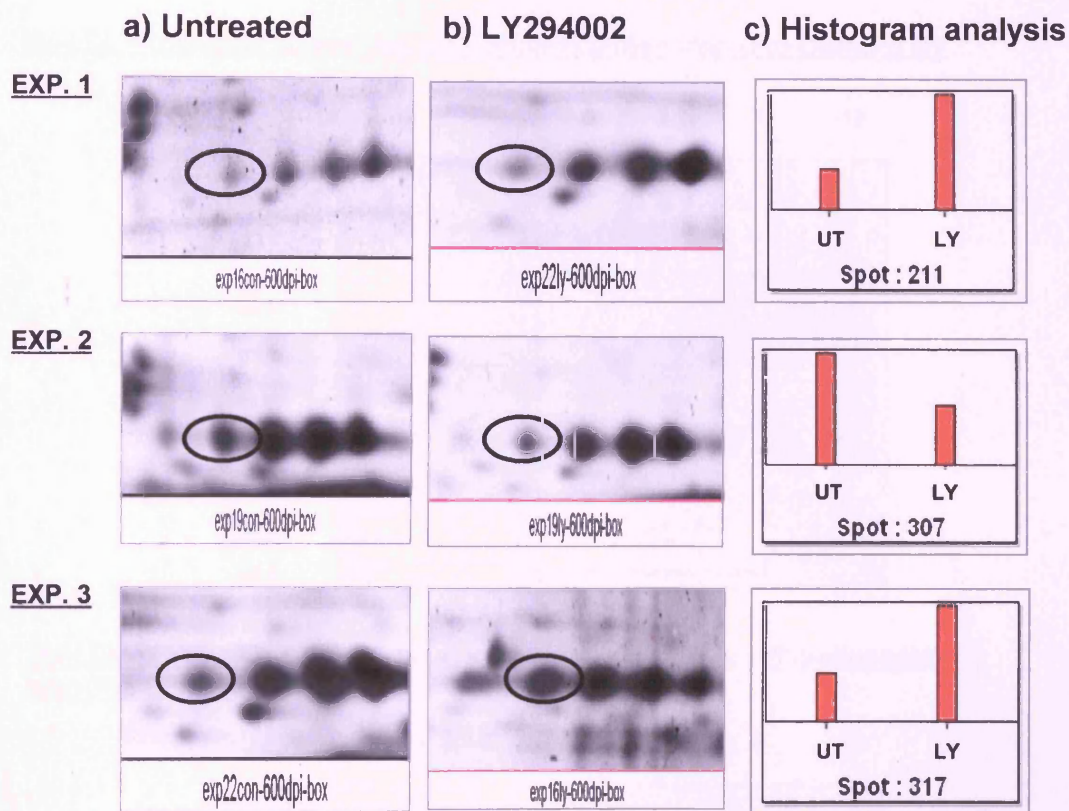 a) Untreated b) LY294002 c) Histogram analysis
EXP. 1
exp16con-600dpi-box exp22ly-600dpi-box
UT LY
Spot : 211
EXP. 2
exp19con-600dpi-box exp19ly-600dpi-box
UT LY
Spot : 307
EXP. 3
exp22con-600dpi-box exp16ly-600dpi-box
UT LY
Spot : 317